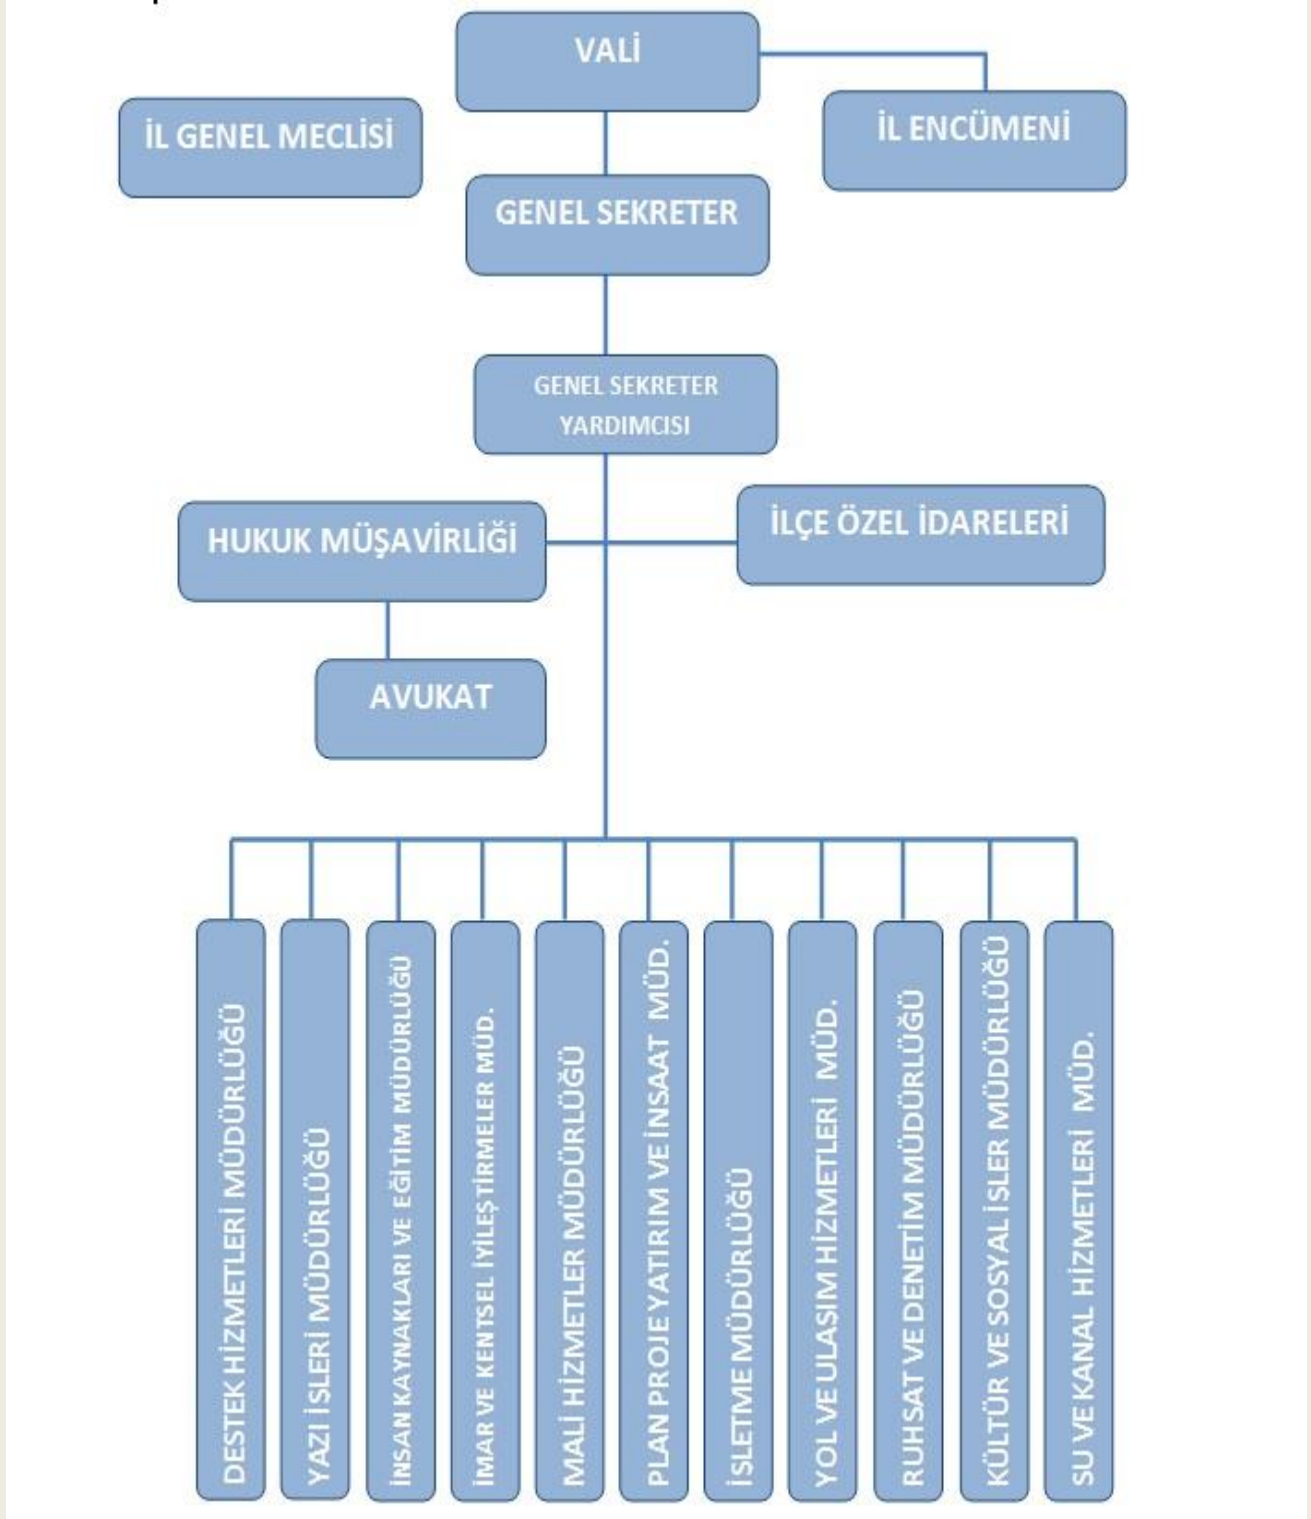 VALİ
İL GENEL MECLİSİ
İL ENCÜMENİ
GENEL SEKRETER
GENEL SEKRETER
YARDIMCISI
HUKUK MÜŞAVİRLİĞİ
İLÇE ÖZEL İDARELERİ
AVUKAT
DESTEK HİZMETLERİ MÜDÜRLÜĞÜ
YAZI İŞLERİ MÜDÜRLÜĞÜ
İNSAN KAYNAKLARI VE EĞİTİM MÜDÜRLÜĞÜ
İMAR VE KENTSEL İYİLEŞTİRMELER MÜD.
MALİ HİZMETLER MÜDÜRLÜĞÜ
PLAN PROJE YATIRIM VE İNSAAT MÜD.
İŞLETME MÜDÜRLÜĞÜ
YOL VE ULAŞIM HİZMETLERİ MÜD.
RUHSAT VE DENETİM MÜDÜRLÜĞÜ
KÜLTÜR VE SOSYAL İŞLER MÜDÜRLÜĞÜ
SU VE KANAL HİZMETLERİ MÜD.